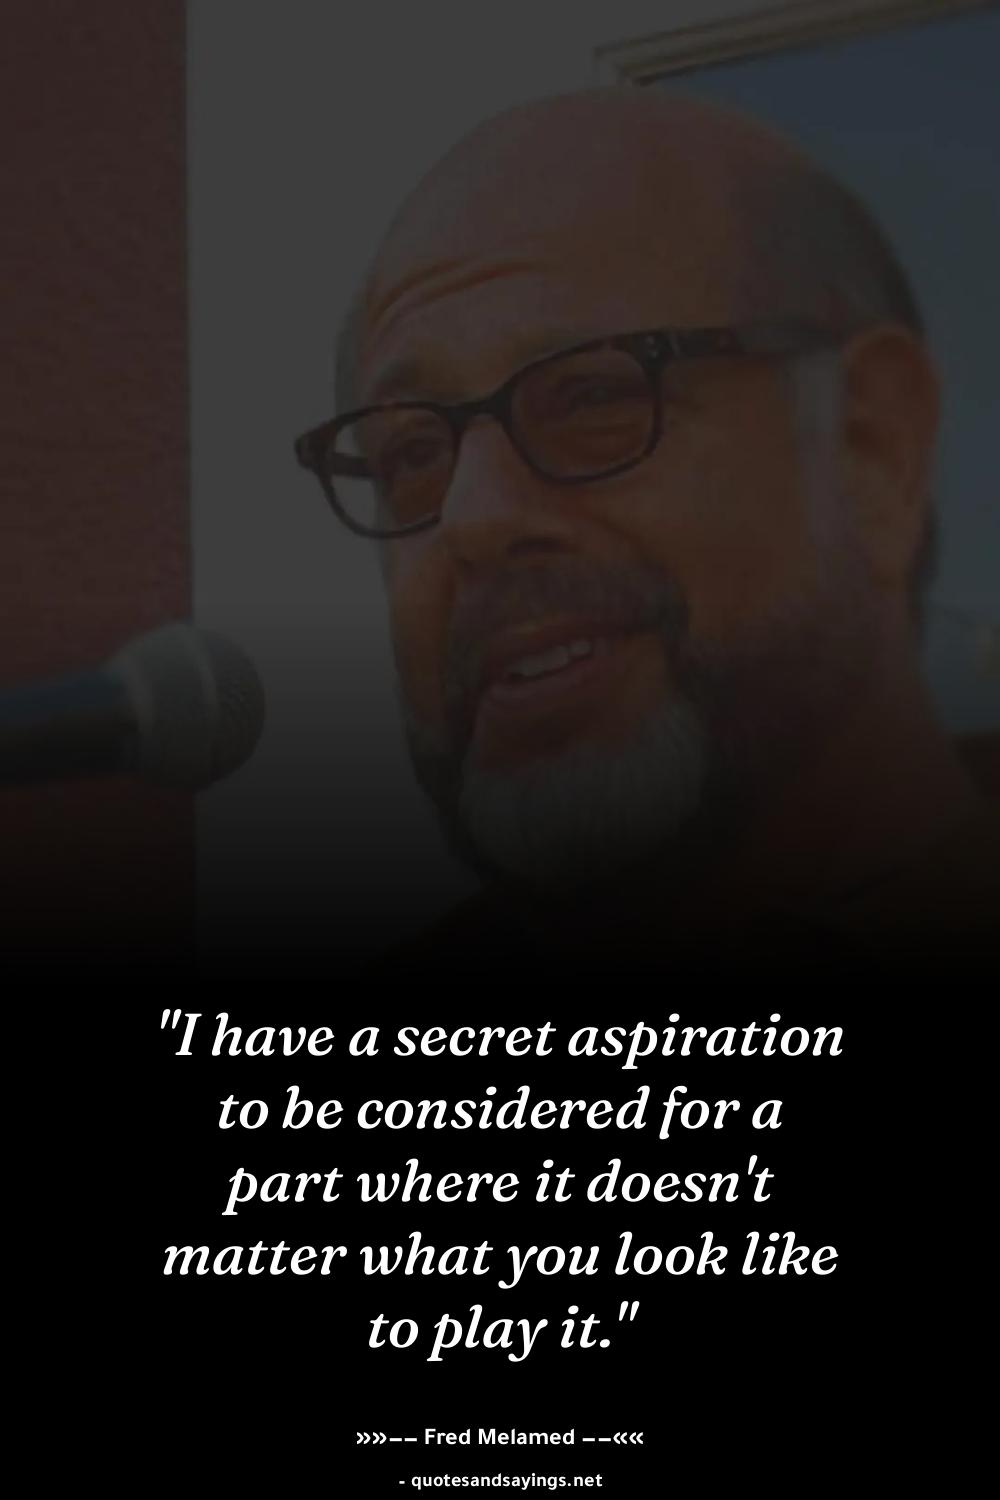 "I have a secret aspiration
to be considered for a
part where it doesn't
matter what you look like
to play it."
»»—— Fred Melamed ——««
- quotesandsayings.net